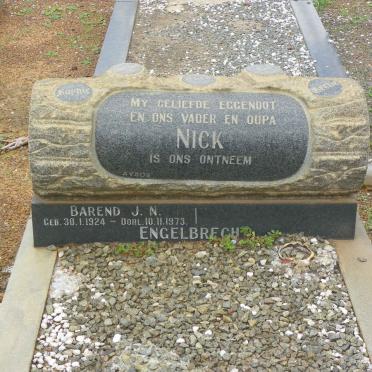 My geliefde eggenoot
en ons vader en oupa
Nick
is ons ontneem
AVBOB
Barend J. N.
Geb. 30.1.1924 – Oorl. 10.11.1973.
Engelbrecht